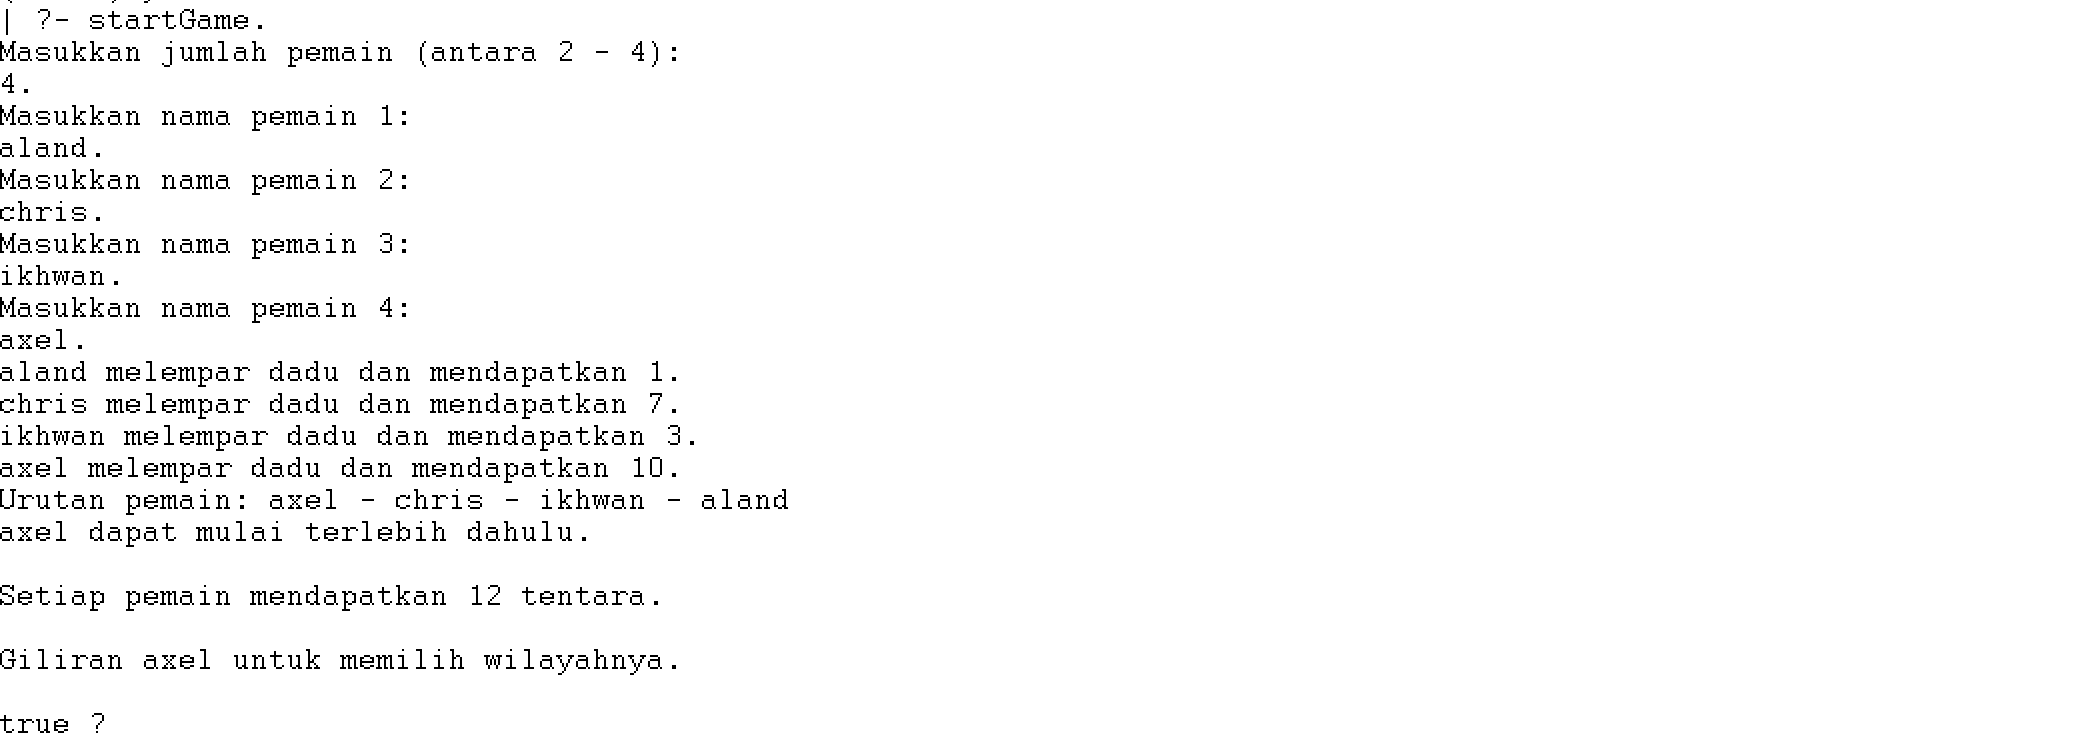 | ?- startGame.
Masukkan jumlah pemain (antara 2 - 4):
4.
Masukkan nama pemain 1:
aland.
Masukkan nama pemain 2:
chris.
Masukkan nama pemain 3:
ikhwan.
Masukkan nama pemain 4:
axel.
aland melempar dadu dan mendapatkan 1.
chris melempar dadu dan mendapatkan 7.
ikhwan melempar dadu dan mendapatkan 3.
axel melempar dadu dan mendapatkan 10.
Urutan pemain: axel - chris - ikhwan - aland
axel dapat mulai terlebih dahulu.
Setiap pemain mendapatkan 12 tentara.
Giliran axel untuk memilih wilayahnya.
true ?